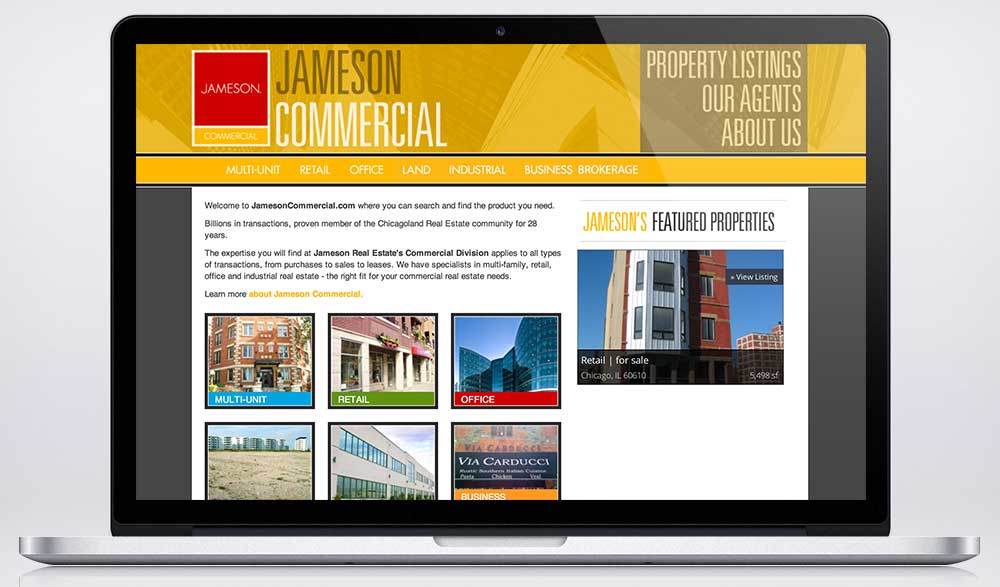 JAMESON.
COMMERCIAL
JAMESON
COMMERCIAL
PROPERTY LISTINGS
OUR AGENTS
ABOUT US
MULTI-UNIT RETAIL OFFICE LAND INDUSTRIAL BUSINESS BROKERAGE
Welcome to JamesonCommercial.com where you can search and find the product you need.
Billions in transactions, proven member of the Chicagoland Real Estate community for 28
years.
The expertise you will find at Jameson Real Estate's Commercial Division applies to all types
of transactions, from purchases to sales to leases. We have specialists in multi-family, retail,
office and industrial real estate - the right fit for your commercial real estate needs.
Learn more about Jameson Commercial.
JAMESON'S FEATURED PROPERTIES
» View Listing
Retail | for sale
Chicago, IL 60610 5,498 sf
MULTI-UNIT
RETAIL
OFFICE
VIA CARDUCCI
VIA CARDUCCI
Rustic Southern Italian Cuisine
Pasta Chicken Veal
BUSINESS